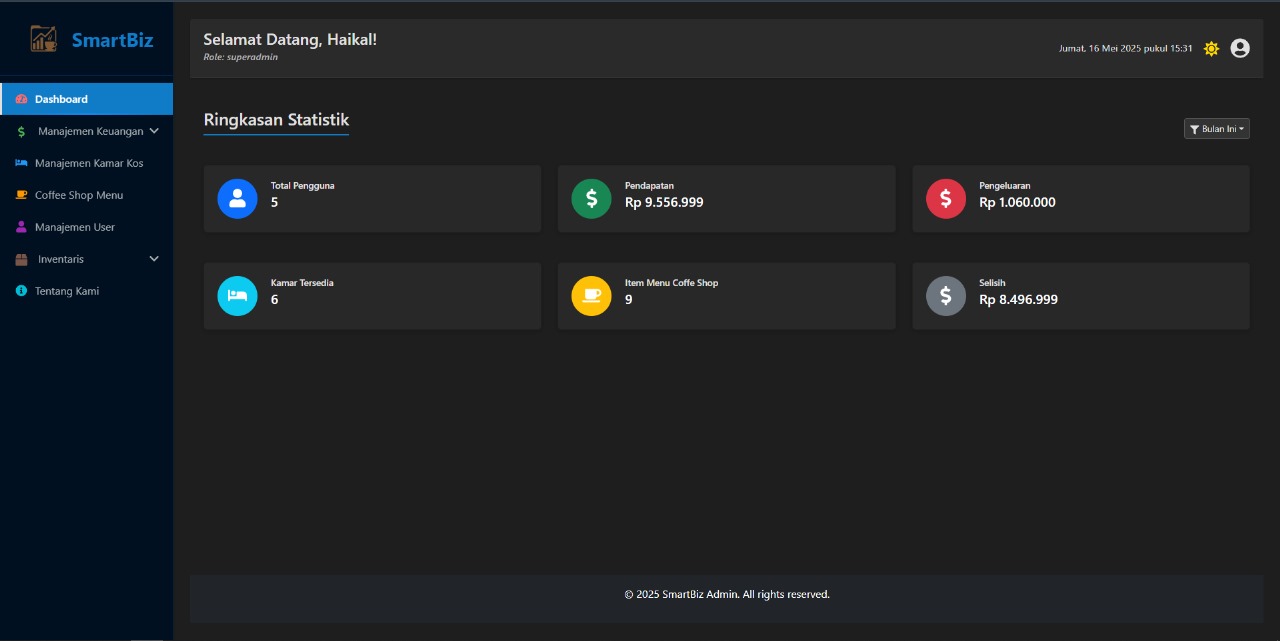 SmartBiz
Dashboard
Manajemen Keuangan
Manajemen Kamar Kos
Coffee Shop Menu
Manajemen User
Inventaris
Tentang Kami
Selamat Datang, Haikal!
Role: superadmin
Jumat, 16 Mei 2025 pukul 15:31
Ringkasan Statistik
Bulan Ini
Total Pengguna
5
Pendapatan
Rp 9.556.999
Pengeluaran
Rp 1.060.000
Kamar Tersedia
6
Item Menu Coffe Shop
9
Selisih
Rp 8.496.999
© 2025 SmartBiz Admin. All rights reserved.